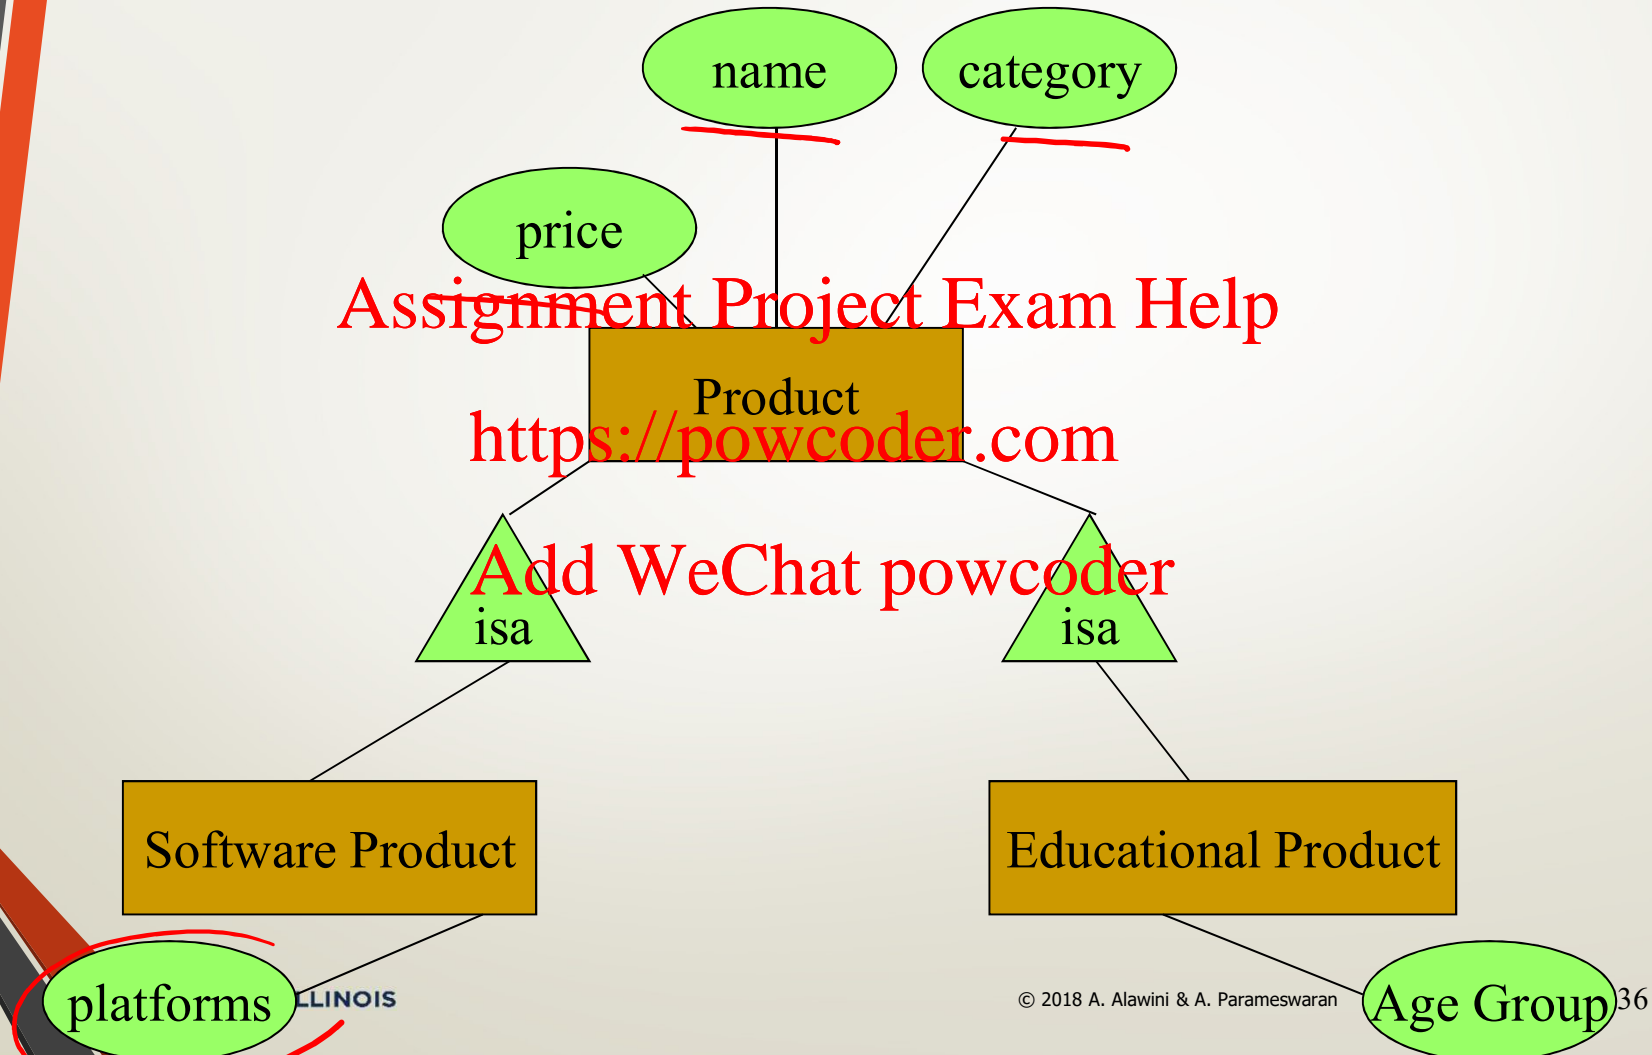 name
category
price
Assignment Project Exam Help
Product
https://powcoder.com
Add WeChat powcoder
isa
isa
Software Product
Educational Product
platforms
LLINOIS
© 2018 A. Alawini & A. Parameswaran
Age Group
36